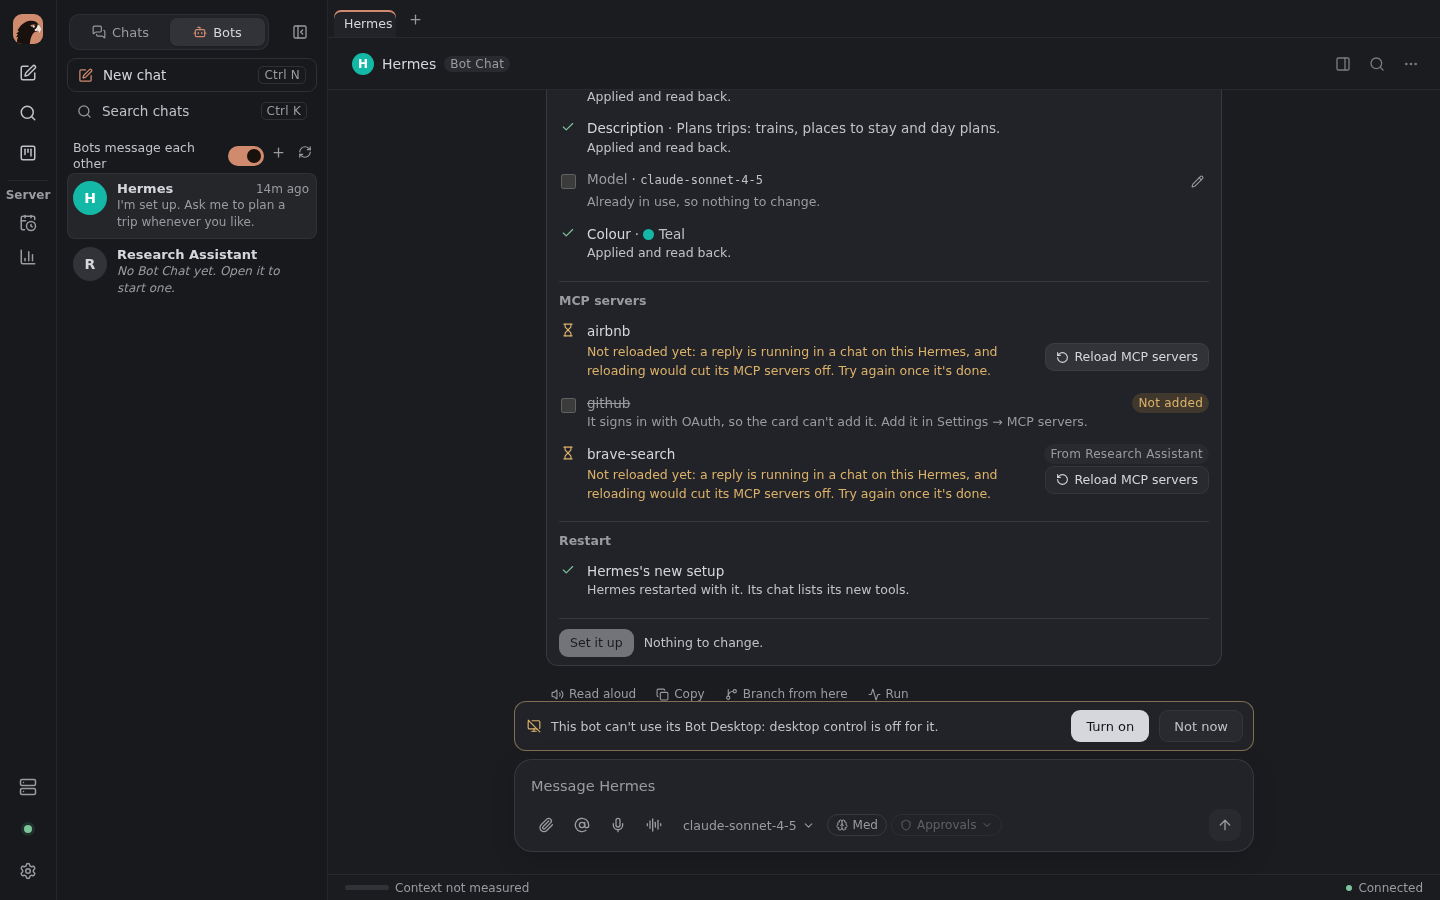 Chats
Bots
New chat
Ctrl N
Search chats
Ctrl K
Bots message each
other
Server
H
Hermes
14m ago
I'm set up. Ask me to plan a
trip whenever you like.
R
Research Assistant
No Bot Chat yet. Open it to
start one.
Hermes
H
Hermes
Bot Chat
Applied and read back.
Description · Plans trips: trains, places to stay and day plans.
Applied and read back.
Model · claude-sonnet-4-5
Already in use, so nothing to change.
Colour · Teal
Applied and read back.
MCP servers
airbnb
Not reloaded yet: a reply is running in a chat on this Hermes, and
reloading would cut its MCP servers off. Try again once it's done.
Reload MCP servers
github
Not added
It signs in with OAuth, so the card can't add it. Add it in Settings → MCP servers.
brave-search
From Research Assistant
Not reloaded yet: a reply is running in a chat on this Hermes, and
reloading would cut its MCP servers off. Try again once it's done.
Reload MCP servers
Restart
Hermes's new setup
Hermes restarted with it. Its chat lists its new tools.
Set it up
Nothing to change.
Read aloud
Copy
Branch from here
Run
This bot can't use its Bot Desktop: desktop control is off for it.
Turn on
Not now
Message Hermes
claude-sonnet-4-5
Med
Approvals
Context not measured
Connected